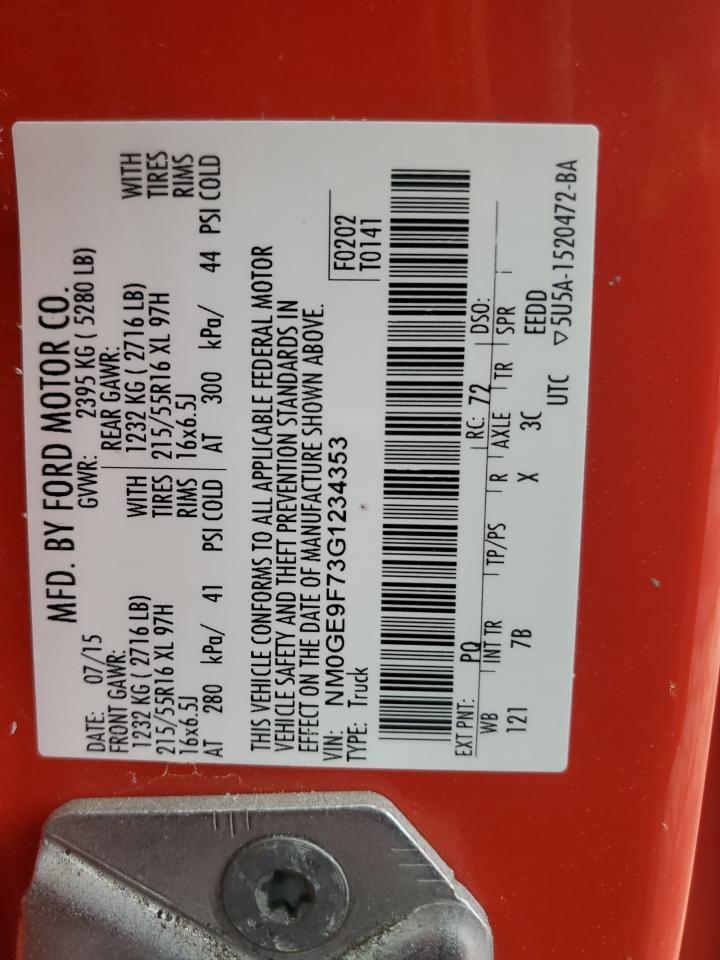 MFD. BY FORD MOTOR CO.
DATE: 07/15 GVWR: 2395 KG ( 5280 LB)
FRONT GAWR: REAR GAWR:
1232 KG ( 2716 LB) WITH 1232 KG ( 2716 LB) WITH
215/55R16 XL 97H TIRES 215/55R16 XL 97H TIRES
16x6.5J RIMS 16x6.5J RIMS
AT 280 kPa/ 41 PSI COLD AT 300 kPa/ 44 PSI COLD
THIS VEHICLE CONFORMS TO ALL APPLICABLE FEDERAL MOTOR
VEHICLE SAFETY AND THEFT PREVENTION STANDARDS IN
EFFECT ON THE DATE OF MANUFACTURE SHOWN ABOVE.
VIN: NM0GE9F73G1234353 F0202
TYPE: Truck T0141
EXT PNT: PQ RC: 72 DSO:
WB INT TR TP/PS R AXLE TR SPR
121 7B X 3C EEDD
UTC ▽5U5A-1520472-BA